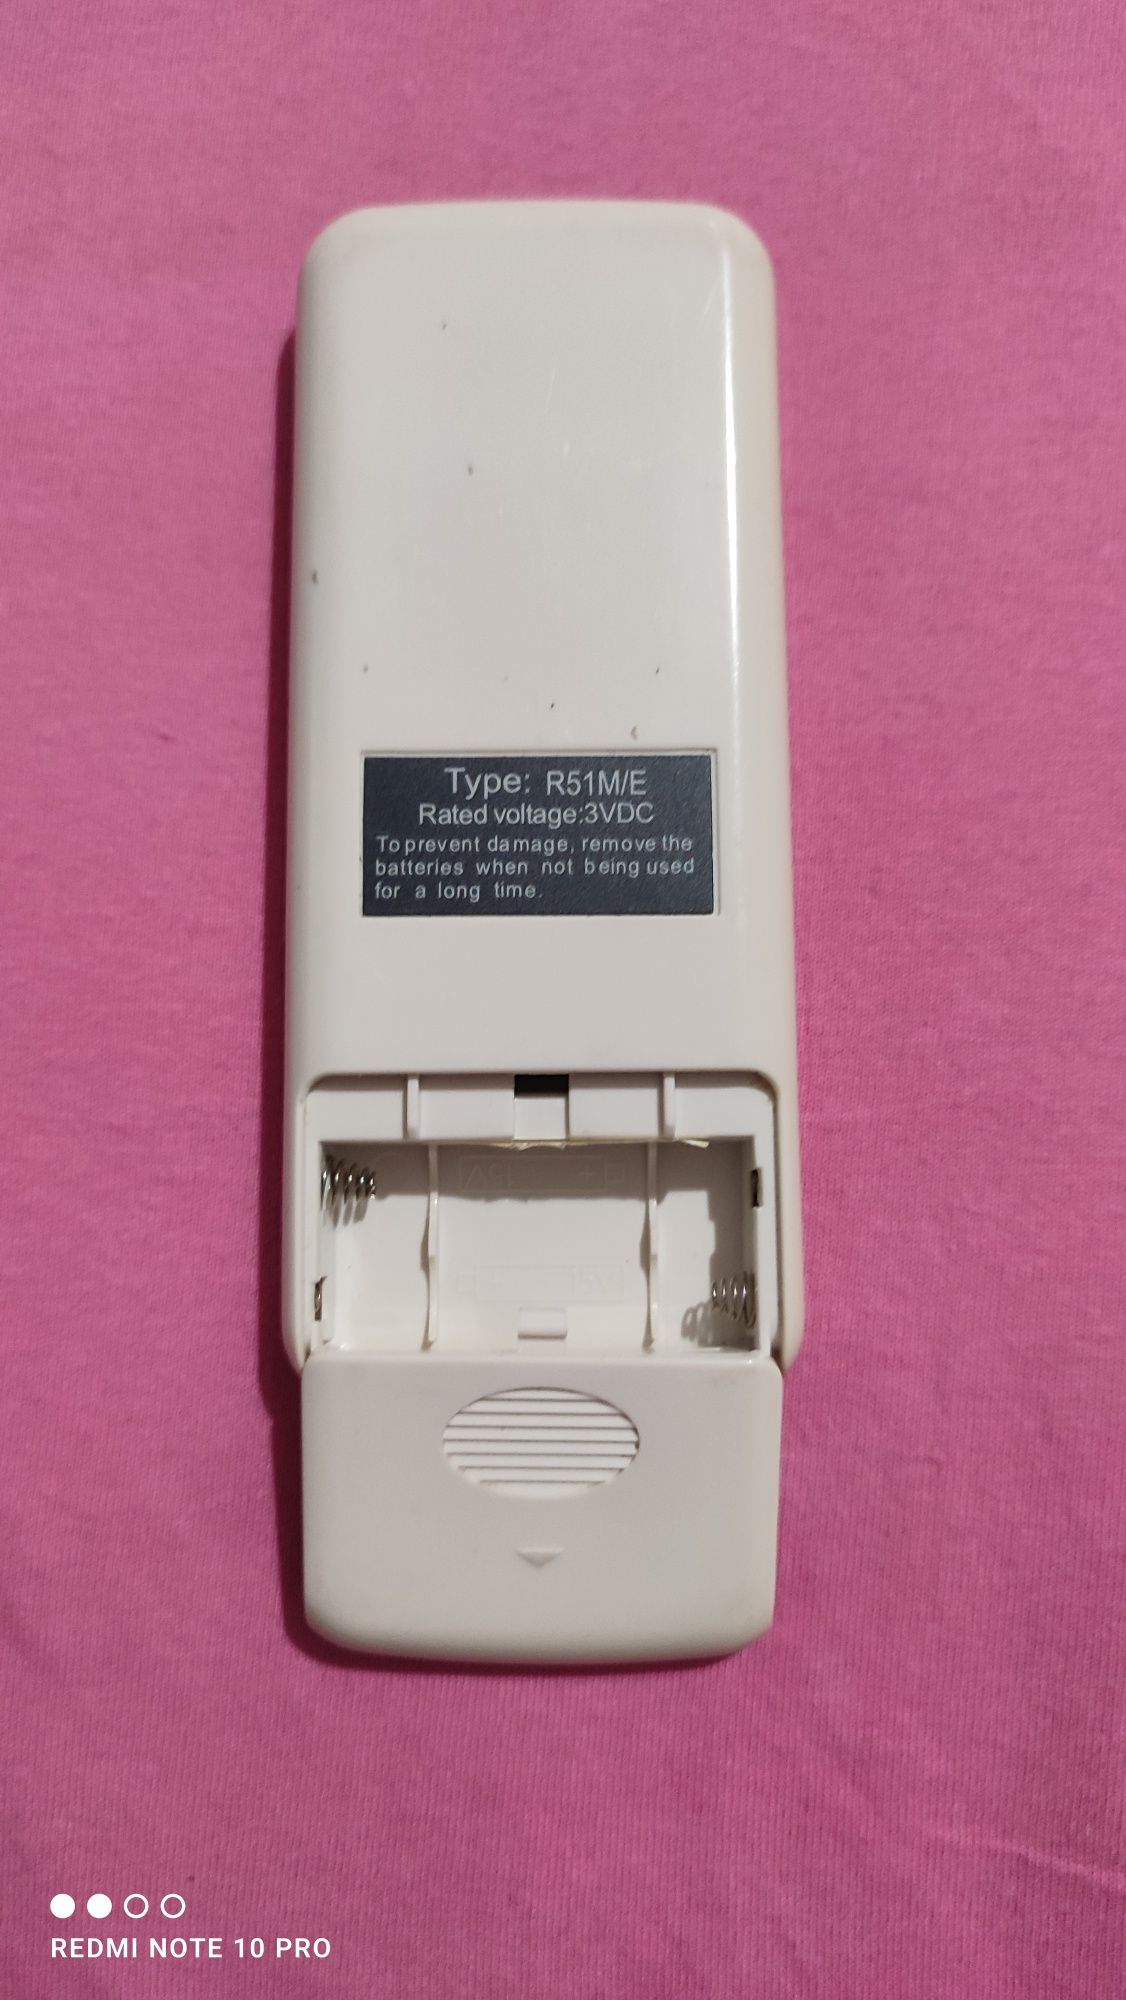 Type: R51M/E
Rated voltage:3VDC
To prevent damage, remove the
batteries when not being used
for a long time.
REDMI NOTE 10 PRO